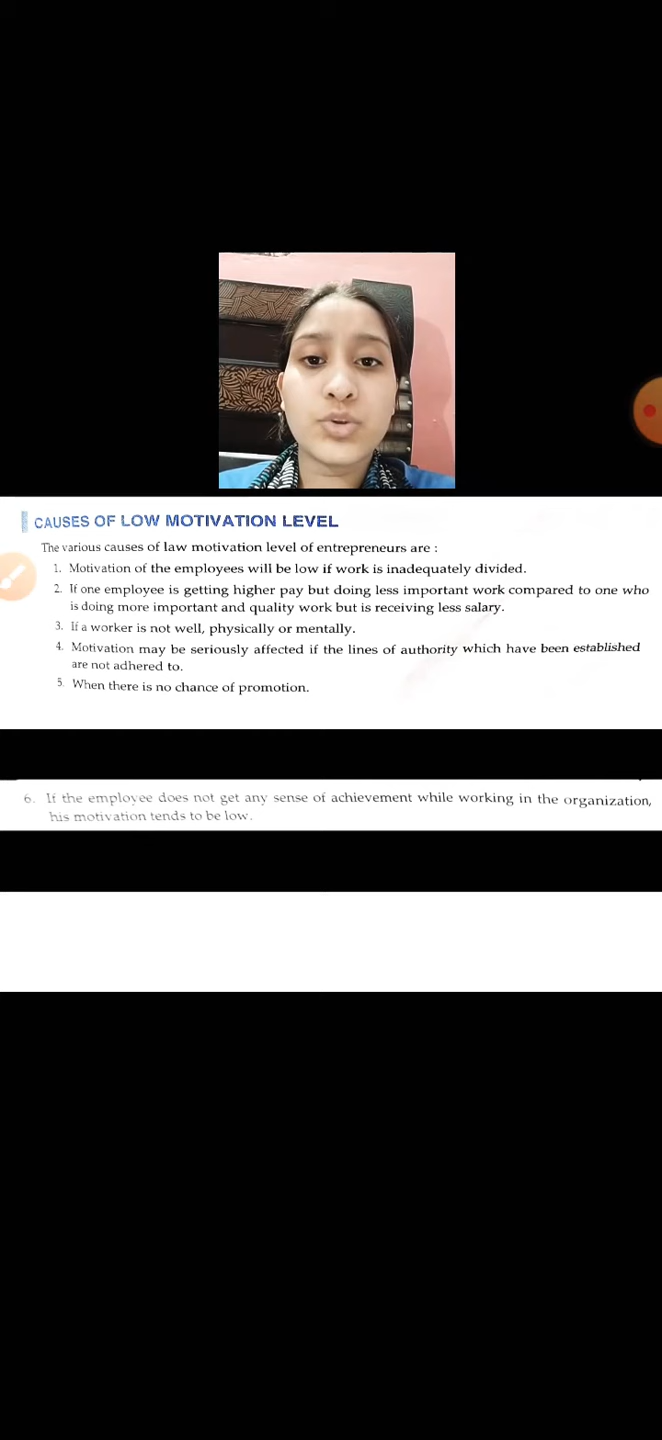 CAUSES OF LOW MOTIVATION LEVEL
The various causes of law motivation level of entrepreneurs are :
1. Motivation of the employees will be low if work is inadequately divided.
2. If one employee is getting higher pay but doing less important work compared to one who
is doing more important and quality work but is receiving less salary.
3. If a worker is not well, physically or mentally.
4. Motivation may be seriously affected if the lines of authority which have been established
are not adhered to.
5. When there is no chance of promotion.
6. If the employee does not get any sense of achievement while working in the organization,
his motivation tends to be low.